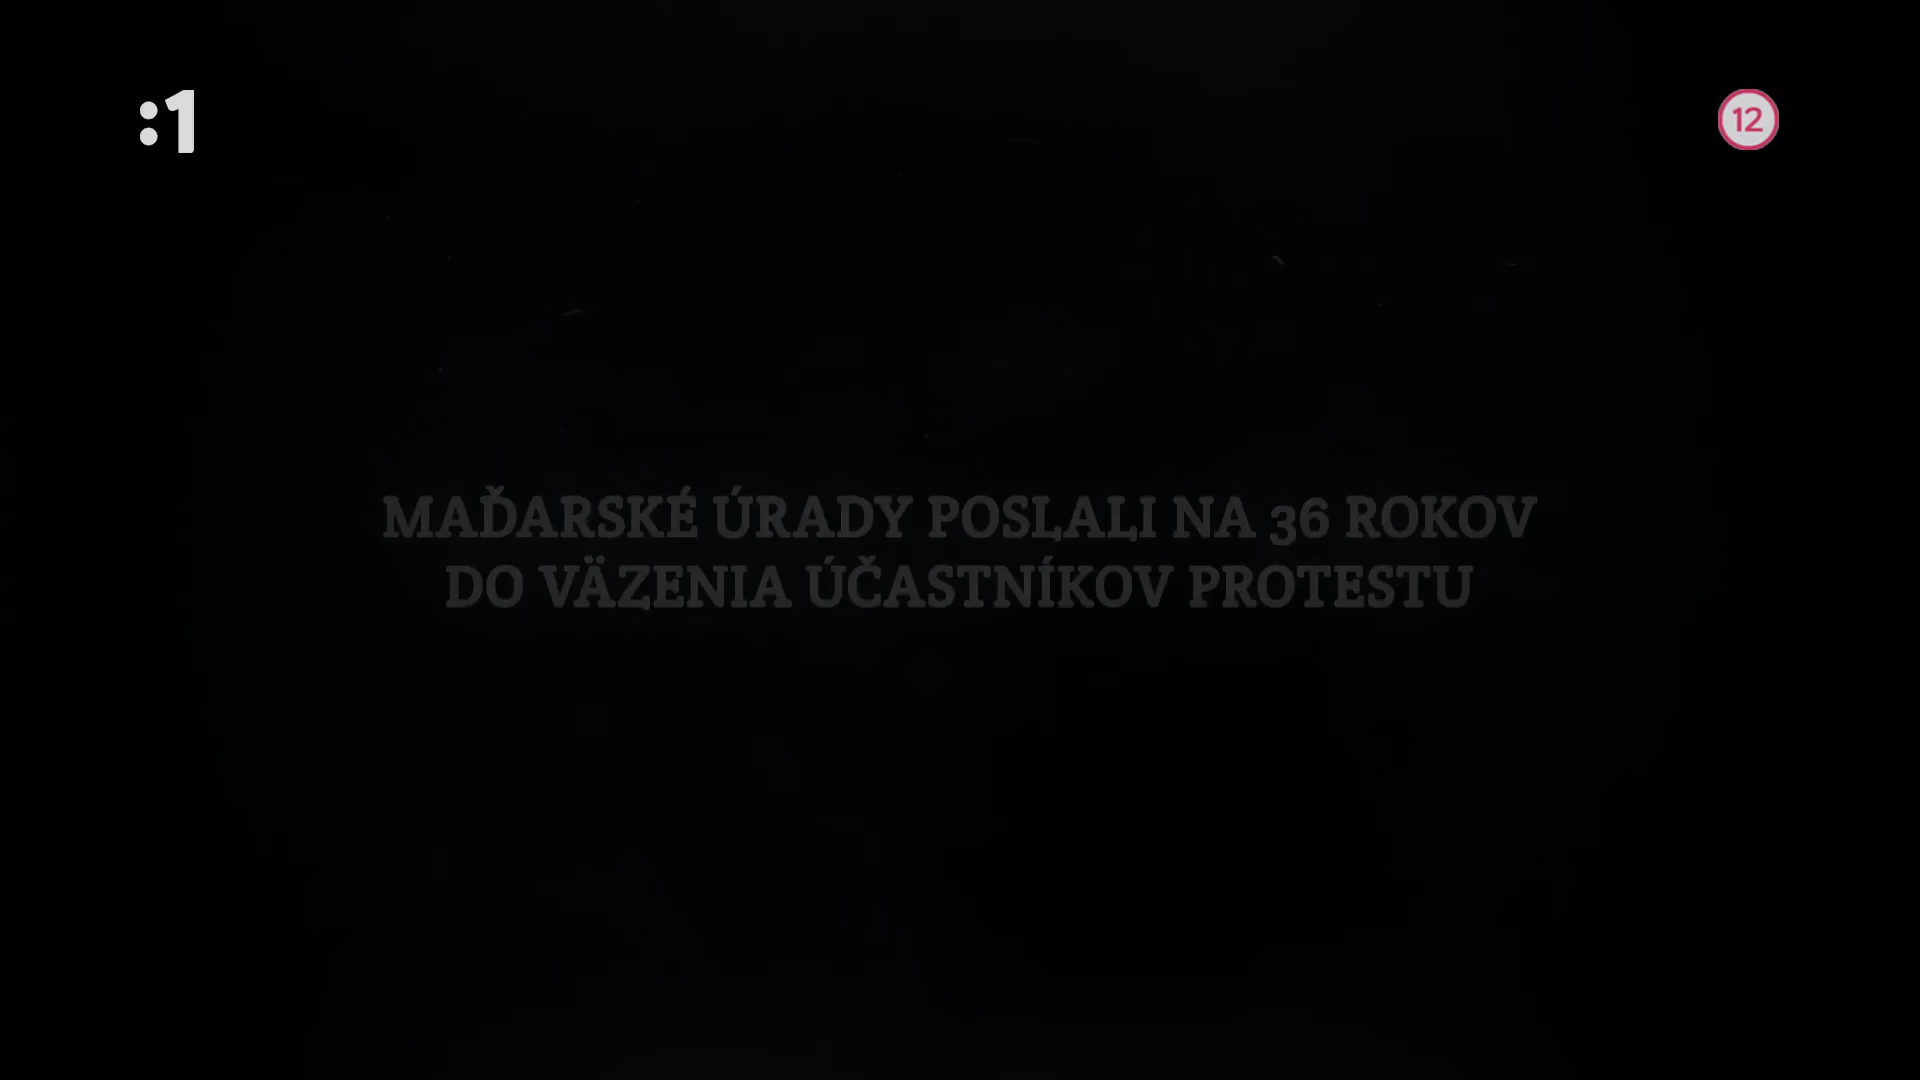 :1
12
MAĎARSKÉ ÚRADY POSLALI NA 36 ROKOV
DO VÄZENIA ÚČASTNÍKOV PROTESTU